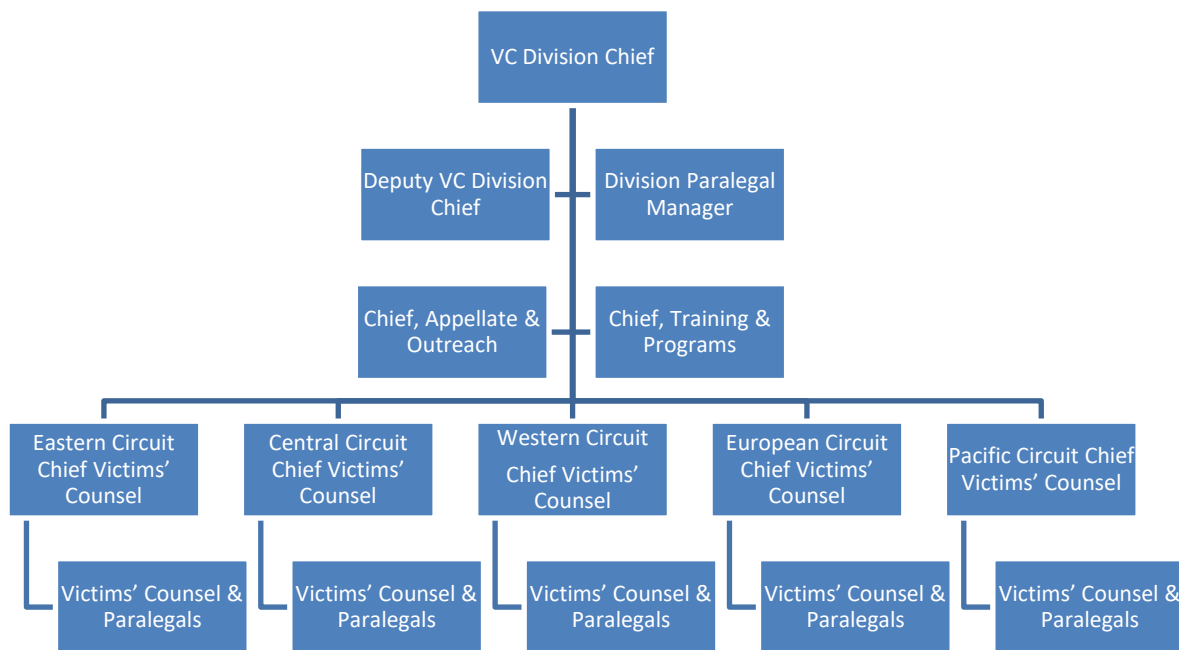 VC Division Chief
Deputy VC Division
Chief
Division Paralegal
Manager
Chief, Appellate &
Outreach
Chief, Training &
Programs
Eastern Circuit
Chief Victims’
Counsel
Central Circuit
Chief Victims’
Counsel
Western Circuit
Chief Victims’
Counsel
European Circuit
Chief Victims’
Counsel
Pacific Circuit Chief
Victims’ Counsel
Victims’ Counsel &
Paralegals
Victims’ Counsel &
Paralegals
Victims’ Counsel &
Paralegals
Victims’ Counsel &
Paralegals
Victims’ Counsel &
Paralegals